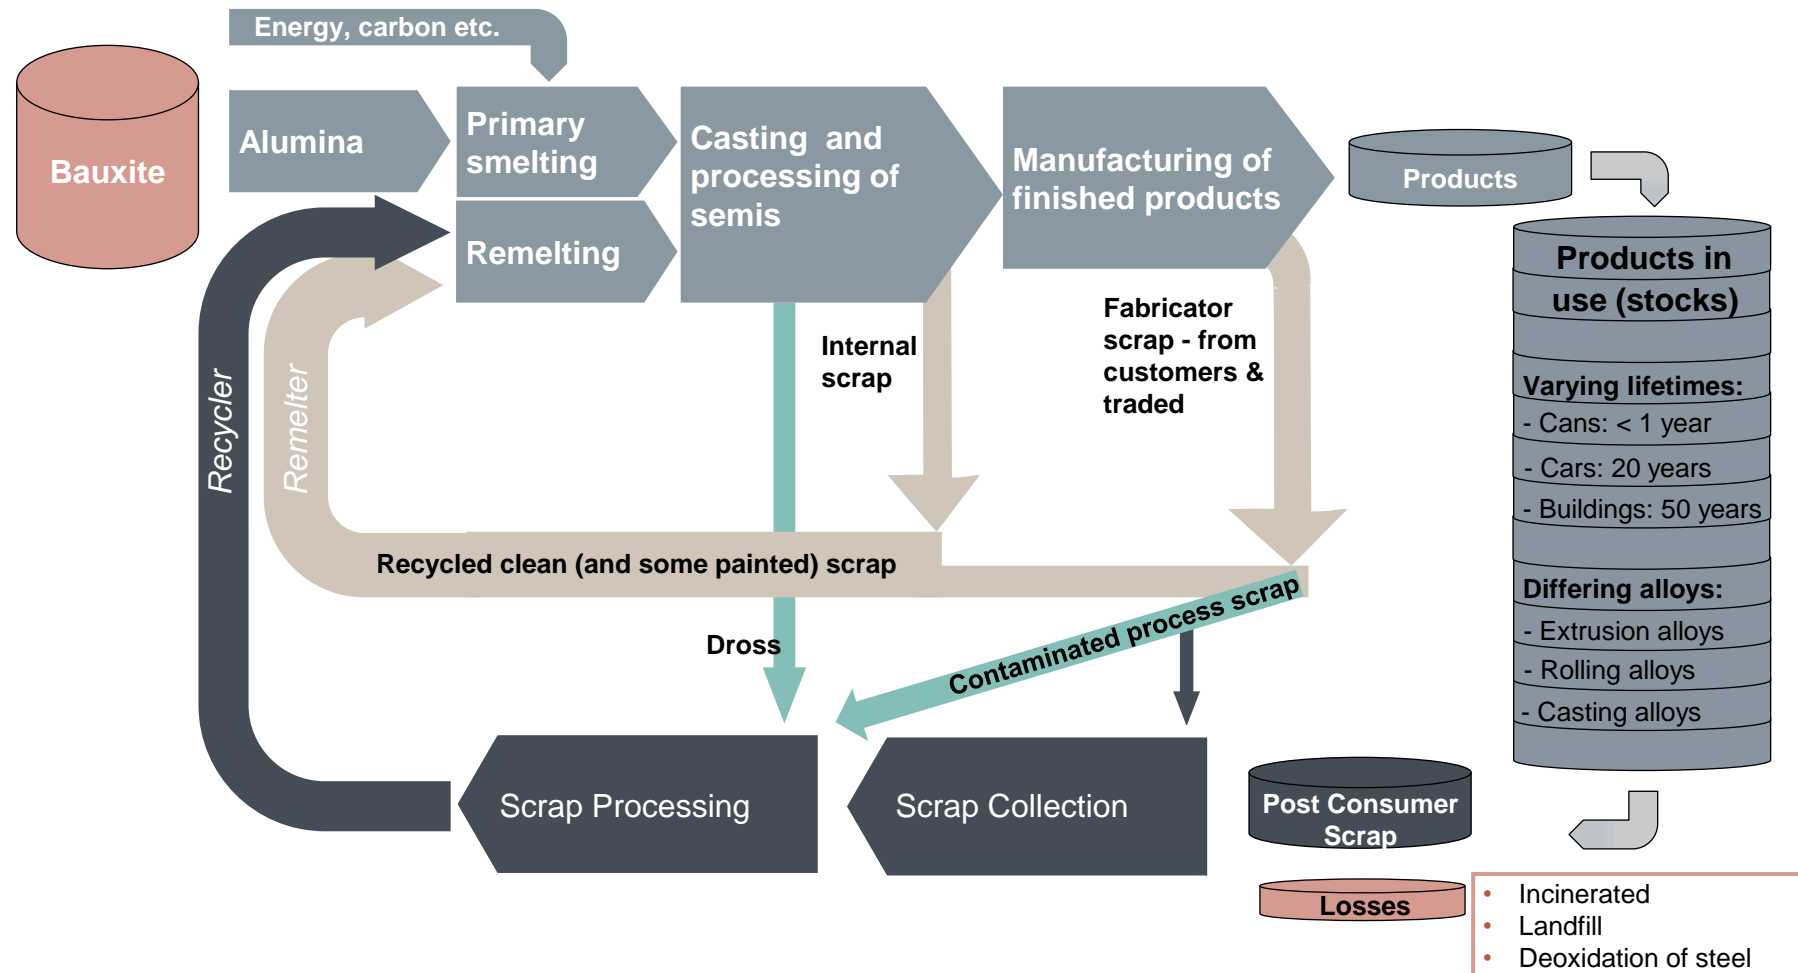 Energy, carbon etc.
Bauxite
Alumina
Primary
smelting
Remelting
Casting and
processing of
semis
Manufacturing of
finished products
Products
Products in
use (stocks)
Varying lifetimes:
- Cans: < 1 year
- Cars: 20 years
- Buildings: 50 years
Differing alloys:
- Extrusion alloys
- Rolling alloys
- Casting alloys
Internal
scrap
Fabricator
scrap - from
customers &
traded
Recycler
Remelter
Recycled clean (and some painted) scrap
Dross
Contaminated process scrap
Scrap Processing
Scrap Collection
Post Consumer
Scrap
Losses
• Incinerated
• Landfill
• Deoxidation of steel